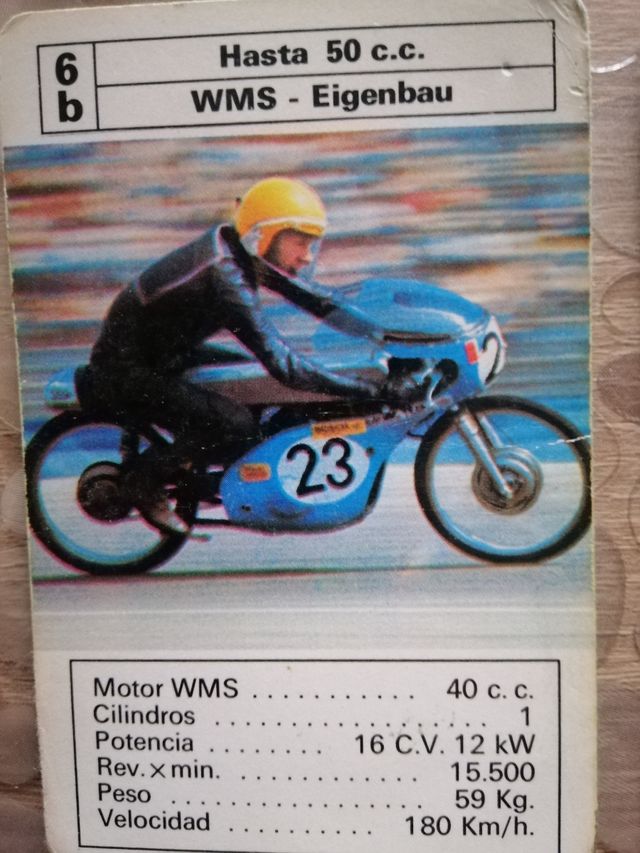 6
b
Hasta 50 c.c.
WMS - Eigenbau
2
23
Motor WMS ............ 40 c. c.
Cilindros .................. 1
Potencia ........ 16 C.V. 12 kW
Rev. x min. ............ 15.500
Peso ................. 59 Kg.
Velocidad .......... 180 Km/h.